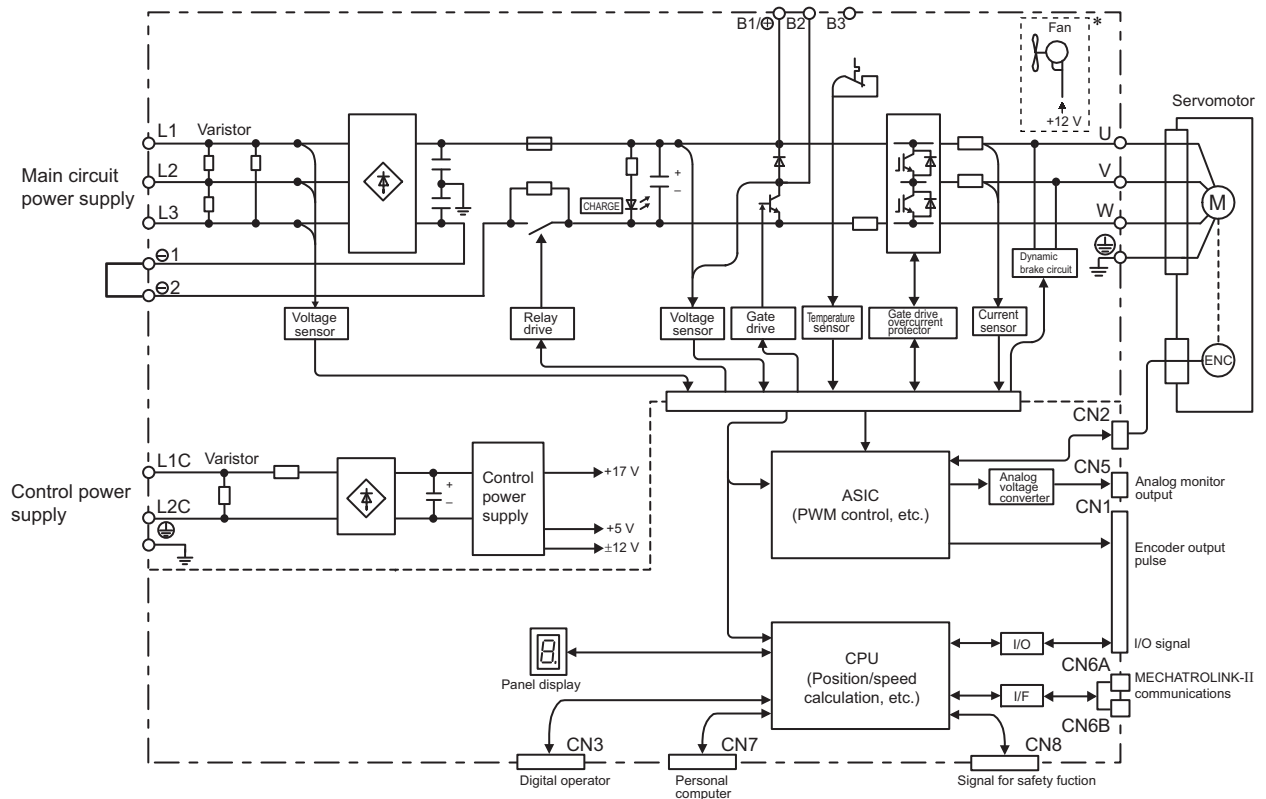 B1/⊕
B2
B3
Fan
*
+12 V
Servomotor
Main circuit
power supply
L1
Varistor
L2
L3
⊖1
⊖2
CHARGE
+
–
U
V
W
M
ENC
Voltage
sensor
Relay
drive
Voltage
sensor
Gate
drive
Temperature
sensor
Gate drive
overcurrent
protector
Current
sensor
Dynamic
brake circuit
Control power
supply
L1C
Varistor
L2C
+
–
Control
power
supply
+17 V
+5 V
±12 V
ASIC
(PWM control, etc.)
Analog
voltage
converter
CN2
CN5
Analog monitor
output
CN1
Encoder output
pulse
I/O signal
CPU
(Position/speed
calculation, etc.)
I/O
I/F
CN6A
MECHATROLINK-II
communications
CN6B
8.
Panel display
CN3
Digital operator
CN7
Personal
computer
CN8
Signal for safety fuction